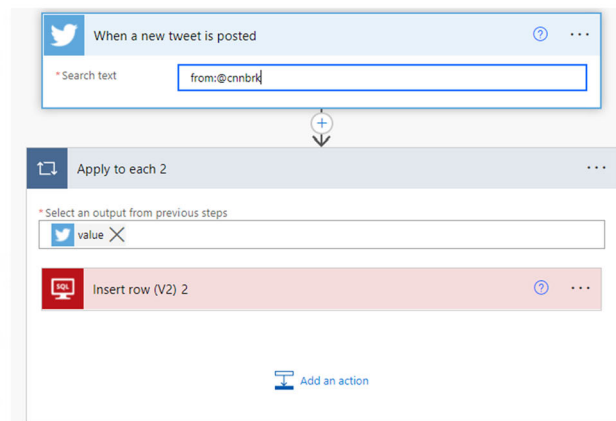 When a new tweet is posted
* Search text
from:@cnnbrk
Apply to each 2
* Select an output from previous steps
value
SQL
Insert row (V2) 2
Add an action